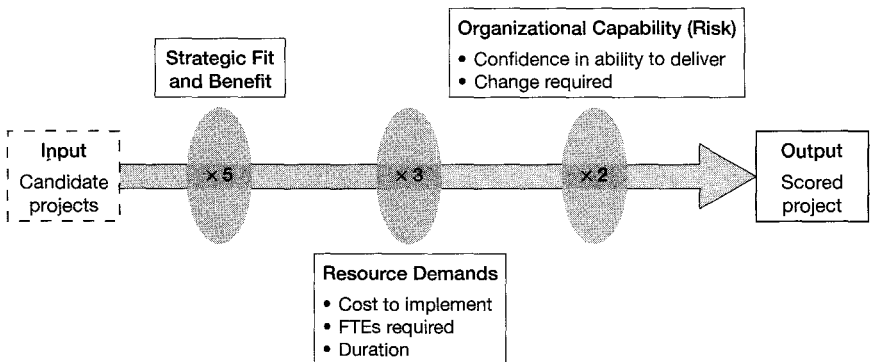 Organizational Capability (Risk)
• Confidence in ability to deliver
• Change required
Strategic Fit
and Benefit
Input
Candidate
projects
× 5
× 3
× 2
Output
Scored
project
Resource Demands
• Cost to implement
• FTEs required
• Duration